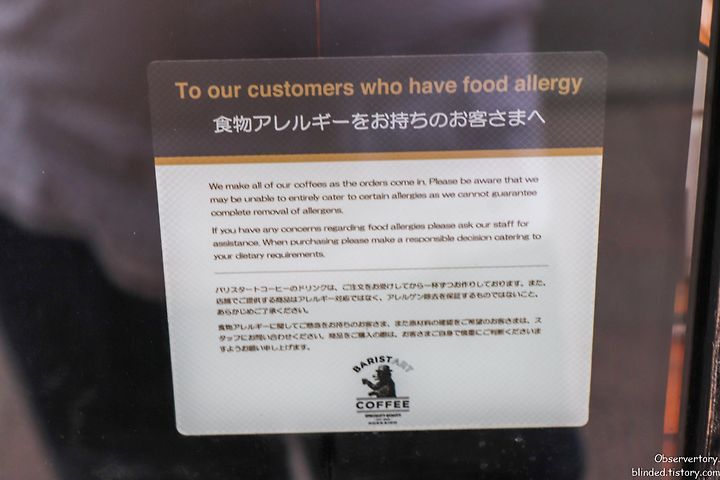 To our customers who have food allergy
食物アレルギーをお持ちのお客さまへ
We make all of our coffees as the orders come in. Please be aware that we
may be unable to entirely cater to certain allergies as we cannot guarantee
complete removal of allergens.
If you have any concerns regarding food allergies please ask our staff for
assistance. When purchasing please make a responsible decision catering to
your dietary requirements.
バリスタートコーヒーのドリンクは、ご注文をお受けしてから一杯ずつお作りしております。また、
店舗でご提供する商品はアレルギー対応ではなく、アレルゲン除去を保証するものではないこと、
あらかじめご了承ください。
食物アレルギーに関してご懸念をお持ちのお客さま、また原材料の確認をご希望のお客さまは、ス
タッフにお問い合わせください。商品をご購入の際は、お客さまご自身で慎重にご判断くださいま
すようお願い申し上げます。
BARISTART
COFFEE
HOKKAIDO
Observertory.
blinded.tistory.com